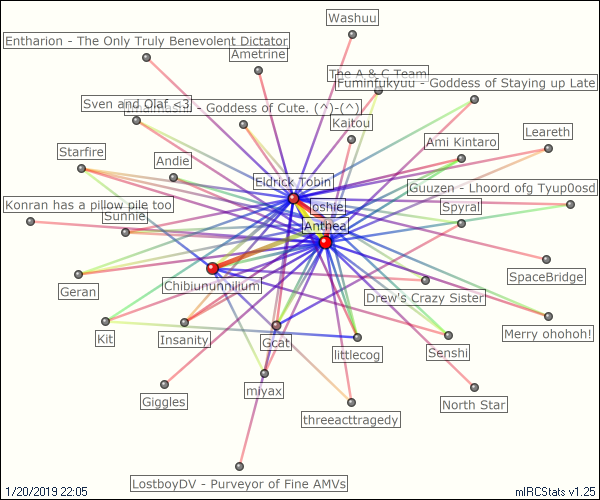 Washuu
Entharion - The Only Truly Benevolent Dictator
Ametrine
The A & C Team
Fuminfukyuu - Goddess of Staying up Late
Sven and Olaf <3
- Goddess of Cute. (^)-(^)
Kaitou
Leareth
Ami Kintaro
Starfire
Andie
Eldrick Tobin
Guuzen - Lhoord ofg Tyup0osd
Konran has a pillow pile too
oshie
Spyral
Sunnie
Anthea
SpaceBridge
Geran
Chibiununnilium
Drew's Crazy Sister
Kit
Insanity
Gcat
littlecog
Senshi
Merry ohohoh!
Giggles
miyax
threeacttragedy
North Star
LostboyDV - Purveyor of Fine AMVs
1/20/2019 22:05
mIRCStats v1.25